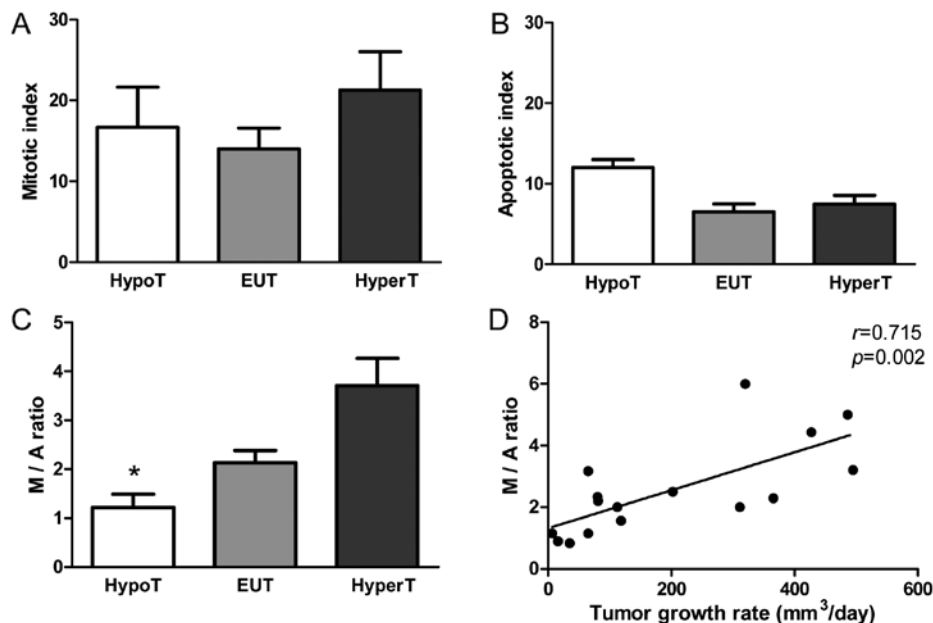 A
30
20
10
0
Mitotic index
HypoT
EUT
HyperT
B
30
20
10
0
Apoptotic index
HypoT
EUT
HyperT
C
5
4
3
2
1
0
M / A ratio
*
HypoT
EUT
HyperT
D
8
6
4
2
0
M / A ratio
r=0.715
p=0.002
0
200
400
600
Tumor growth rate (mm³/day)